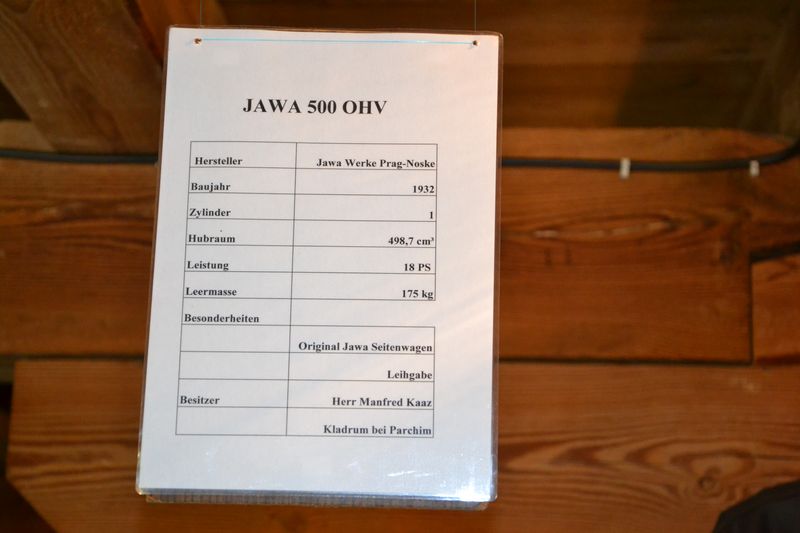 JAWA 500 OHV
Hersteller Jawa Werke Prag-Noske
Baujahr 1932
Zylinder 1
Hubraum 498,7 cm³
Leistung 18 PS
Leermasse 175 kg
Besonderheiten
Original Jawa Seitenwagen
Leihgabe
Besitzer Herr Manfred Kaaz
Kladrum bei Parchim